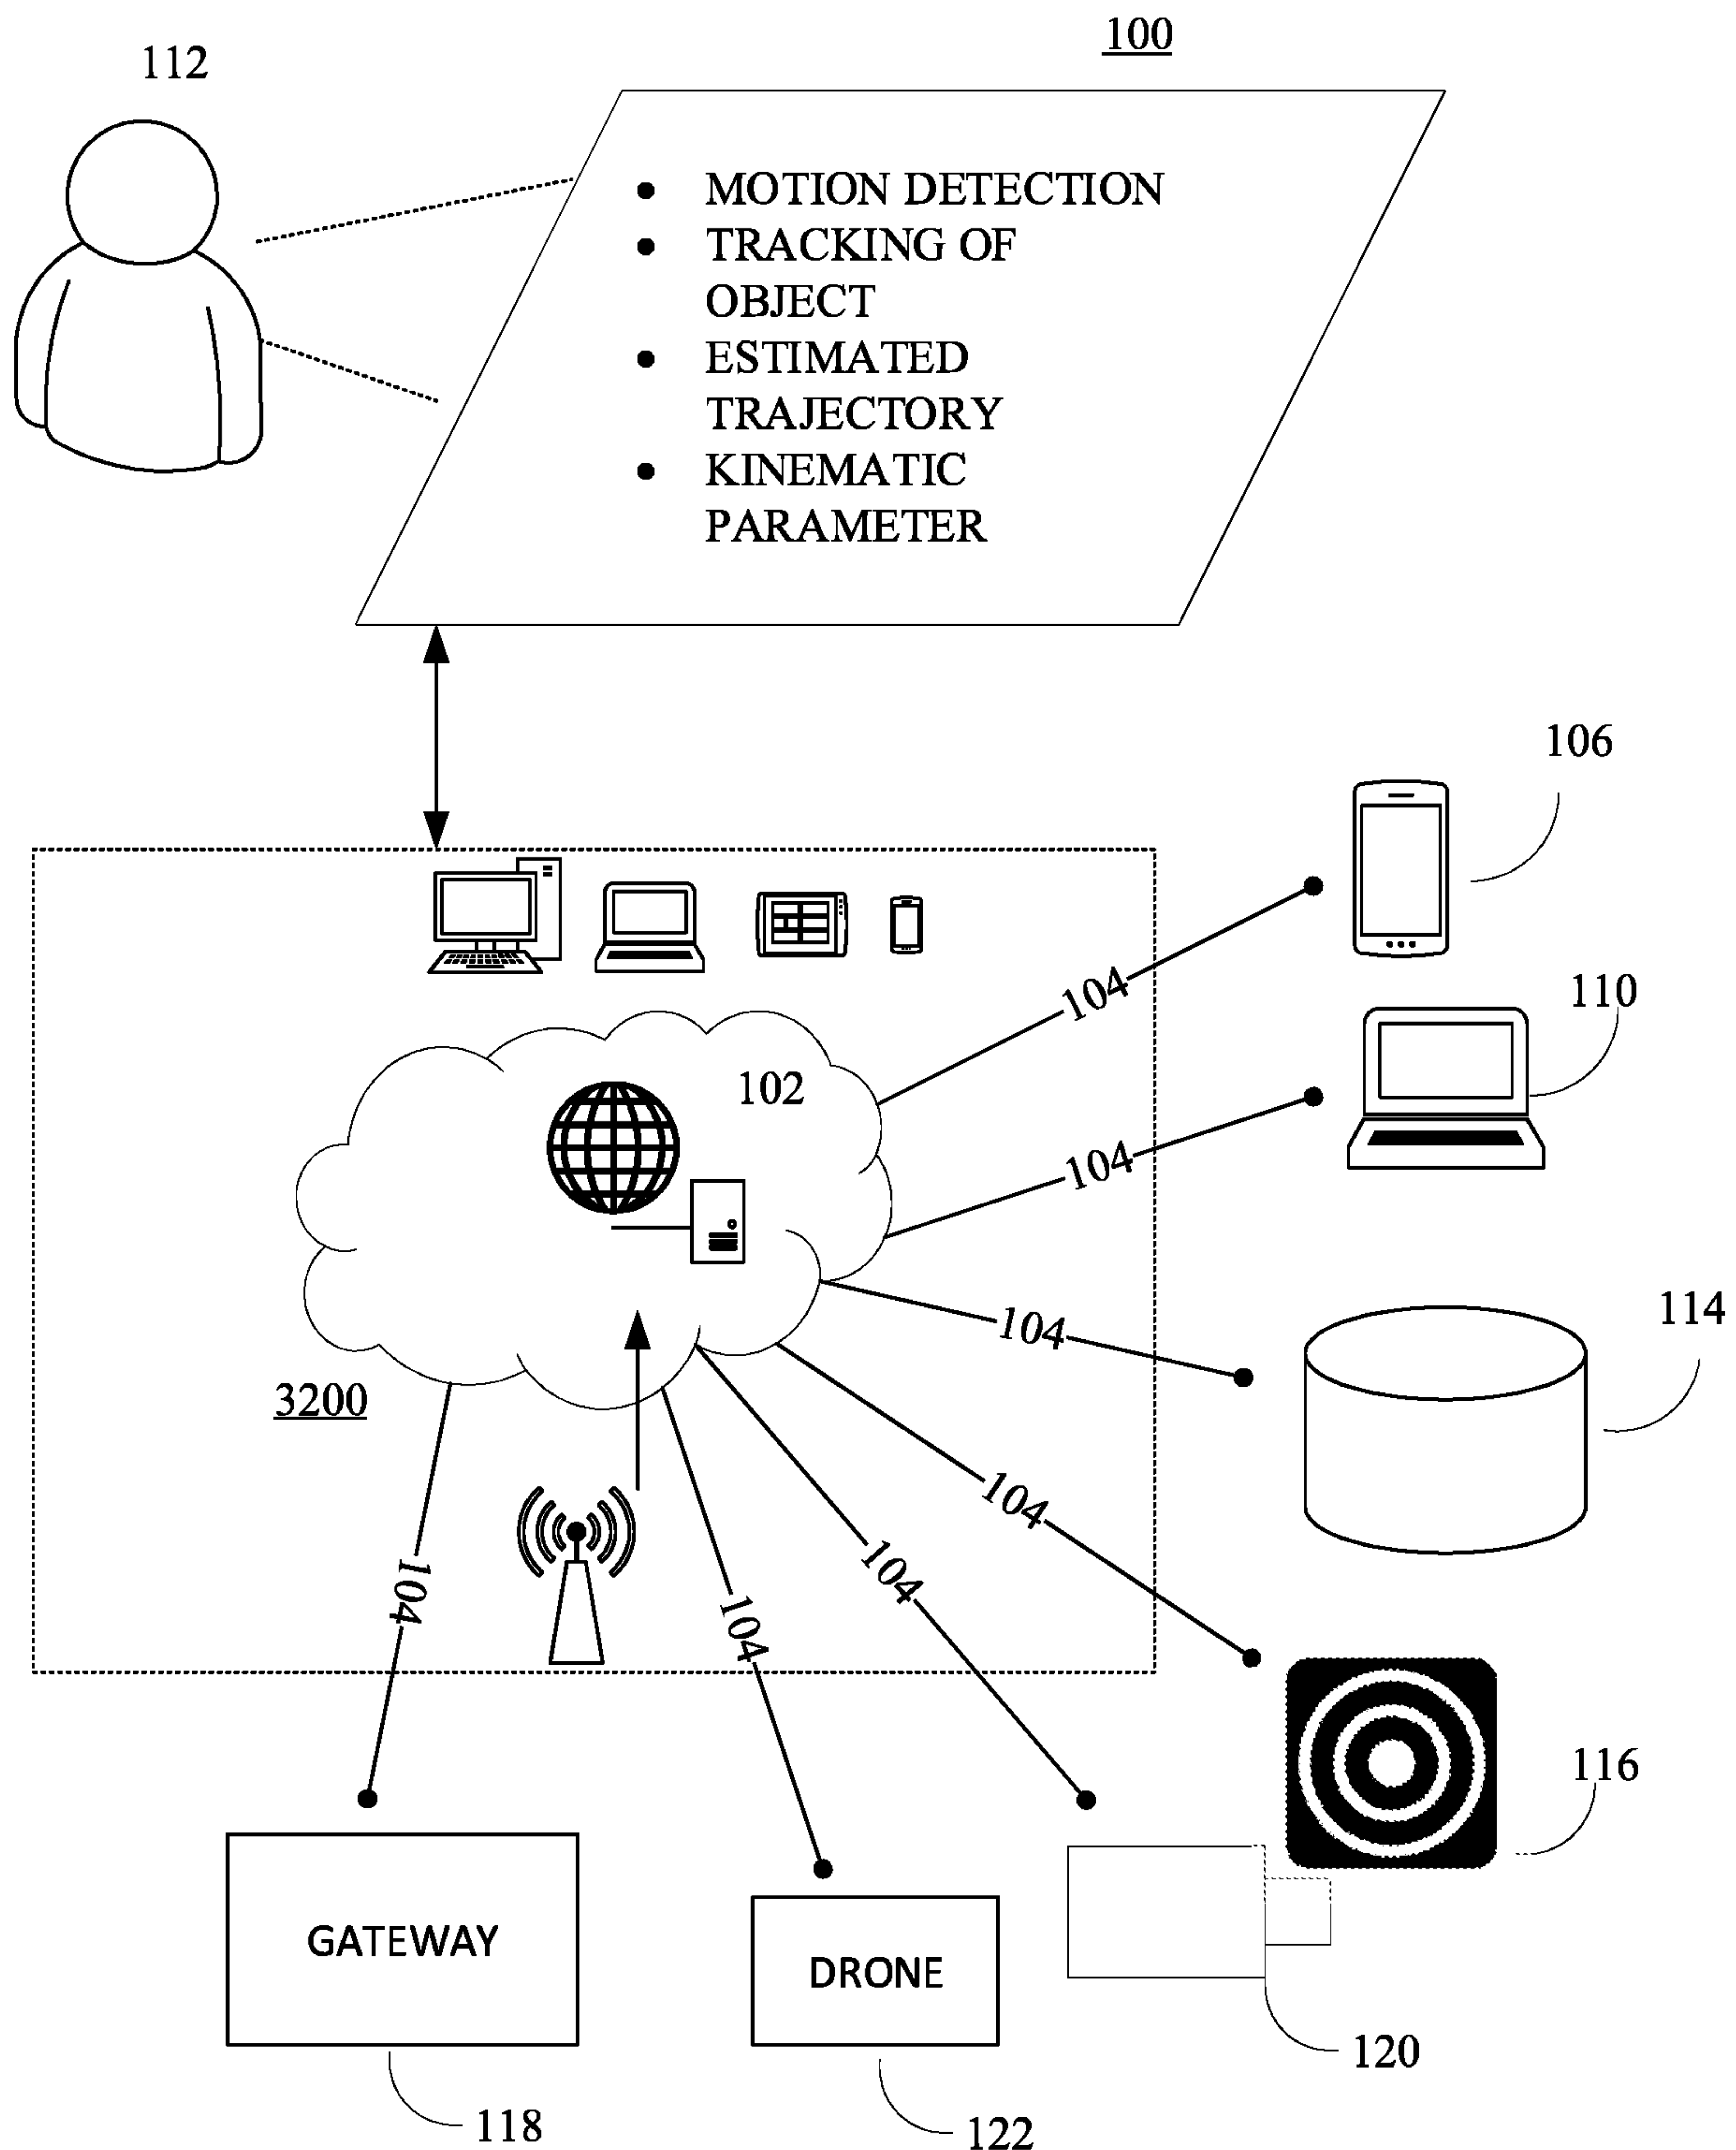 100
112
• MOTION DETECTION
• TRACKING OF
OBJECT
• ESTIMATED
TRAJECTORY
• KINEMATIC
PARAMETER
106
104
110
102
104
114
104
3200
104
104
104
104
116
GATEWAY
DRONE
120
118
122